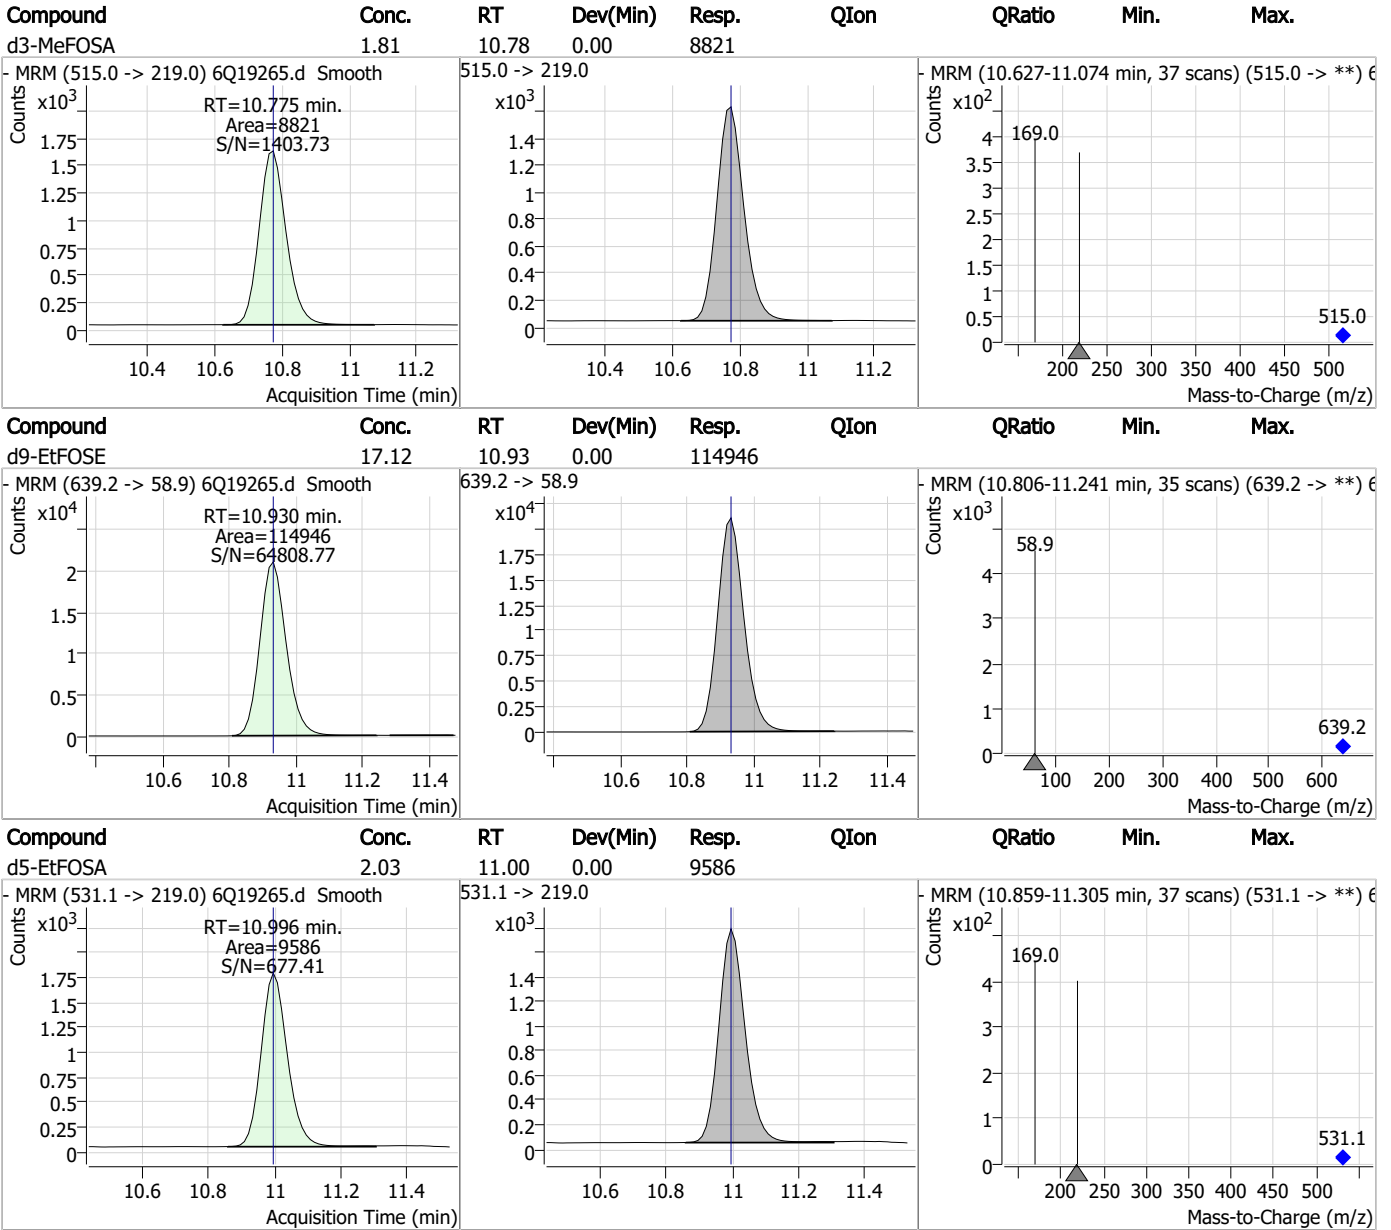 Compound Conc. RT Dev(Min) Resp. QIon QRatio Min. Max.
d3-MeFOSA 1.81 10.78 0.00 8821
- MRM (515.0 -> 219.0) 6Q19265.d Smooth
Counts
x10^3
RT=10.775 min.
Area=8821
S/N=1403.73
1.75
1.5
1.25
1
0.75
0.5
0.25
0
10.4 10.6 10.8 11 11.2
Acquisition Time (min)
515.0 -> 219.0
x10^3
1.4
1.2
1
0.8
0.6
0.4
0.2
0
10.4 10.6 10.8 11 11.2
- MRM (10.627-11.074 min, 37 scans) (515.0 -> **)
Counts
x10^2
169.0
4
3.5
3
2.5
2
1.5
1
0.5
0
515.0
200 250 300 350 400 450 500
Mass-to-Charge (m/z)
Compound Conc. RT Dev(Min) Resp. QIon QRatio Min. Max.
d9-EtFOSE 17.12 10.93 0.00 114946
- MRM (639.2 -> 58.9) 6Q19265.d Smooth
Counts
x10^4
RT=10.930 min.
Area=114946
S/N=64808.77
2
1.5
1
0.5
0
10.6 10.8 11 11.2 11.4
Acquisition Time (min)
639.2 -> 58.9
x10^4
1.75
1.5
1.25
1
0.75
0.5
0.25
0
10.6 10.8 11 11.2 11.4
- MRM (10.806-11.241 min, 35 scans) (639.2 -> **)
Counts
x10^3
58.9
4
3
2
1
0
639.2
100 200 300 400 500 600
Mass-to-Charge (m/z)
Compound Conc. RT Dev(Min) Resp. QIon QRatio Min. Max.
d5-EtFOSA 2.03 11.00 0.00 9586
- MRM (531.1 -> 219.0) 6Q19265.d Smooth
Counts
x10^3
RT=10.996 min.
Area=9586
S/N=677.41
1.75
1.5
1.25
1
0.75
0.5
0.25
0
10.6 10.8 11 11.2 11.4
Acquisition Time (min)
531.1 -> 219.0
x10^3
1.4
1.2
1
0.8
0.6
0.4
0.2
0
10.6 10.8 11 11.2 11.4
- MRM (10.859-11.305 min, 37 scans) (531.1 -> **)
Counts
x10^2
169.0
4
3
2
1
0
531.1
200 250 300 350 400 450 500
Mass-to-Charge (m/z)